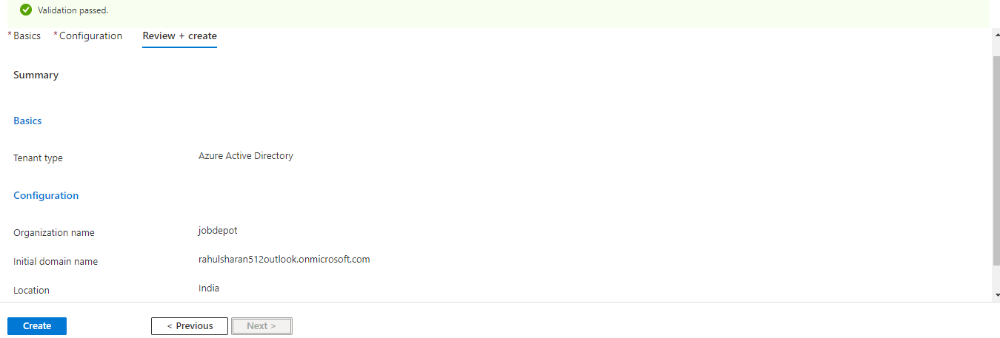 Validation passed.
* Basics * Configuration Review + create
Summary
Basics
Tenant type Azure Active Directory
Configuration
Organization name jobdepot
Initial domain name rahulsharan512outlook.onmicrosoft.com
Location India
Create < Previous Next >